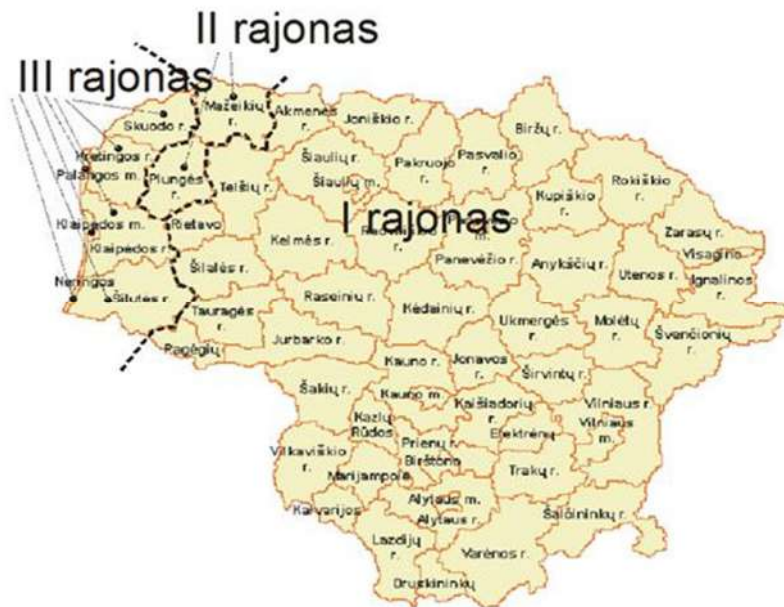 II rajonas
III rajonas
Mažeikių
r.
Akmenės
r.
Joniškio r.
Skuodo r.
Biržų r.
Kretingos r.
Palangos m.
Plungės
r.
Telšių r.
Šiaulių r.
Šiaulių m.
Pakruojo
r.
Pasvalio
r.
Rokiškio
r.
Kupiškio
r.
I rajonas
Klaipėdos m.
Klaipėdos r.
Rietavo
Kelmės r.
m.
Panevėžio r.
Zarasų r.
Visagino
Anykščių r.
Utenos r.
Ignalinos
r.
Neringos
Šilutės r.
Šilalės r.
Raseinių r.
Kėdainių r.
Tauragės
r.
Ukmergės
r.
Molėtų
r.
Švenčionių
r.
Pagėgių
Jurbarko r.
Kauno r.
Jonavos
r.
Širvintų r.
Šakių r.
Kauno m.
Kaišiadorių
r.
Vilniaus r.
Vilniaus
m.
Kazlų
Rūdos
Elektrėnų
Prienų r.
Birštono
Vilkaviškio
r.
Marijampolė
Trakų r.
Kalvarijos
Alytaus m.
Alytaus r.
Šalčininkų r.
Lazdijų
r.
Varėnos r.
Druskininkų